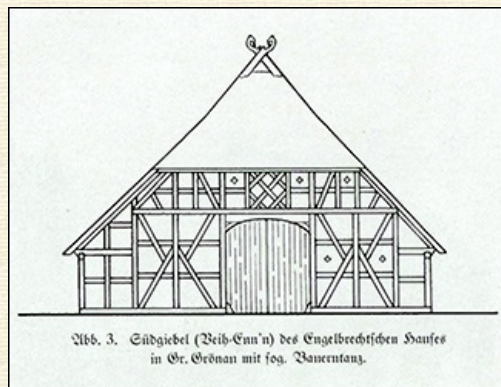 Abb. 3. Südgiebel (Veih-Enn'n) des Engelbrechtschen Hauses
in Gr. Grönau mit sog. Bauerntanz.